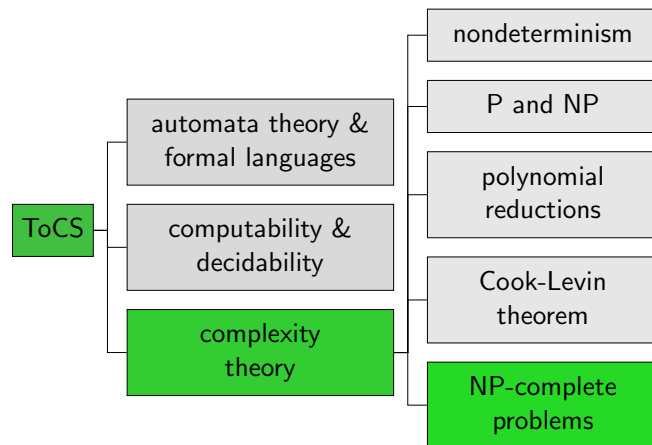 ToCS
automata theory &
formal languages
computability &
decidability
complexity
theory
nondeterminism
P and NP
polynomial
reductions
Cook-Levin
theorem
NP-complete
problems